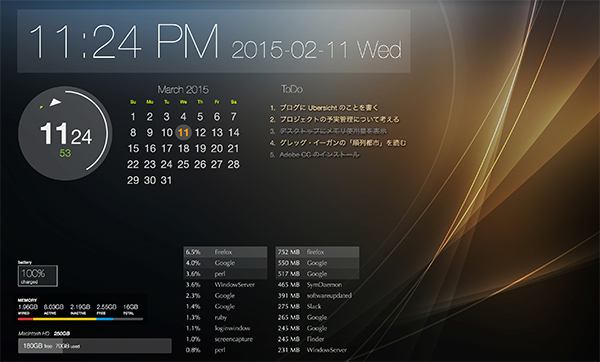 11:24 PM 2015-02-11 Wed
1124
53
March 2015
Su Mo Tu We Th Fr Sa
1 2 3 4 5 6 7
8 9 10 11 12 13 14
15 16 17 18 19 20 21
22 23 24 25 26 27 28
29 30 31
ToDo
1. ブログに Übersicht のことを書く
2. プロジェクトの予実管理について考える
3. デスクトップにメモリ使用量を表示
4. グレッグ・イーガンの「順列都市」を読む
5. Adobe CC のインストール
battery
100%
charged
MEMORY
1.96GB 8.03GB 2.19GB 2.55GB 16GB
WIRED ACTIVE INACTIVE FREE TOTAL
Macintosh HD 250GB
180GB free 70GB used
6.5% firefox
4.0% Google
3.6% perl
3.6% WindowServer
2.3% Google
1.4% Google
1.3% ruby
1.1% loginwindow
1.0% screencapture
0.8% perl
752 MB firefox
550 MB Google
517 MB Google
465 MB SymDaemon
391 MB softwareupdated
275 MB Slack
265 MB Google
245 MB Google
245 MB Finder
231 MB WindowServer